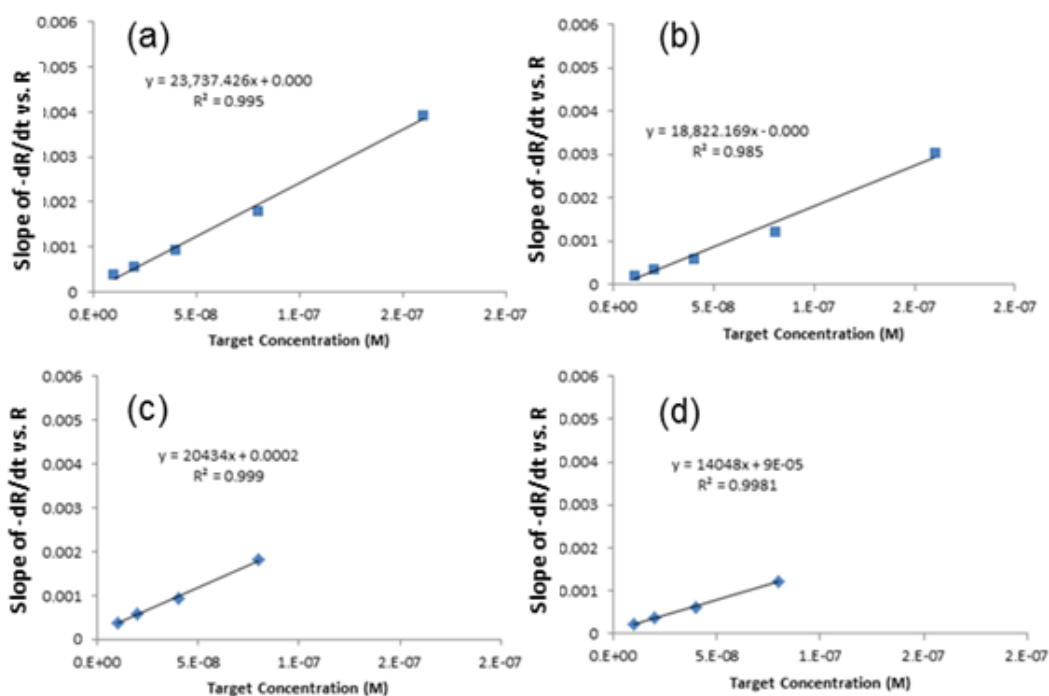 (a)
Slope of -dR/dt vs. R
0.006
0.005
0.004
0.003
0.002
0.001
0
y = 23,737.426x + 0.000
R² = 0.995
0.E+00 5.E-08 1.E-07 2.E-07 2.E-07
Target Concentration (M)
(b)
Slope of -dR/dt vs. R
0.006
0.005
0.004
0.003
0.002
0.001
0
y = 18,822.169x - 0.000
R² = 0.985
0.E+00 5.E-08 1.E-07 2.E-07 2.E-07
Target Concentration (M)
(c)
Slope of -dR/dt vs. R
0.006
0.005
0.004
0.003
0.002
0.001
0
y = 20434x + 0.0002
R² = 0.999
0.E+00 5.E-08 1.E-07 2.E-07 2.E-07
Target Concentration (M)
(d)
Slope of -dR/dt vs. R
0.006
0.005
0.004
0.003
0.002
0.001
0
y = 14048x + 9E-05
R² = 0.9981
0.E+00 5.E-08 1.E-07 2.E-07 2.E-07
Target Concentration (M)